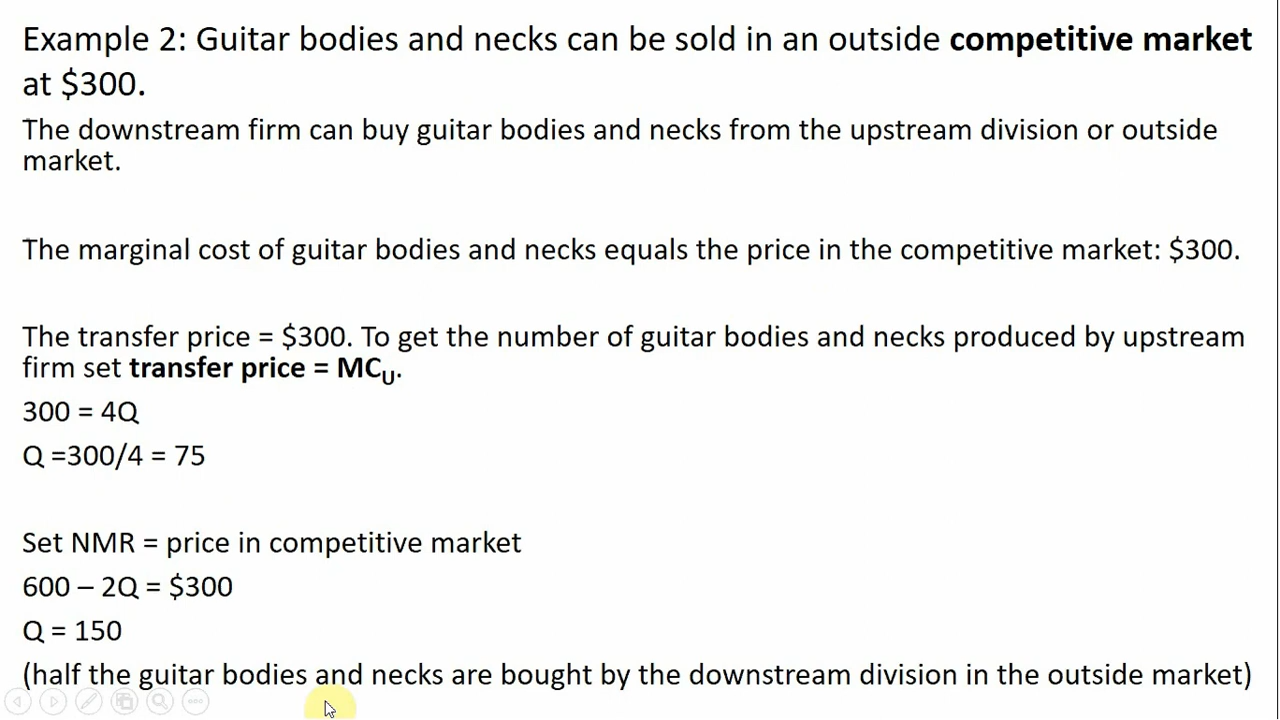 Example 2: Guitar bodies and necks can be sold in an outside competitive market
at $300.
The downstream firm can buy guitar bodies and necks from the upstream division or outside
market.
The marginal cost of guitar bodies and necks equals the price in the competitive market: $300.
The transfer price = $300. To get the number of guitar bodies and necks produced by upstream
firm set transfer price = MCU.
300 = 4Q
Q =300/4 = 75
Set NMR = price in competitive market
600 – 2Q = $300
Q = 150
(half the guitar bodies and necks are bought by the downstream division in the outside market)